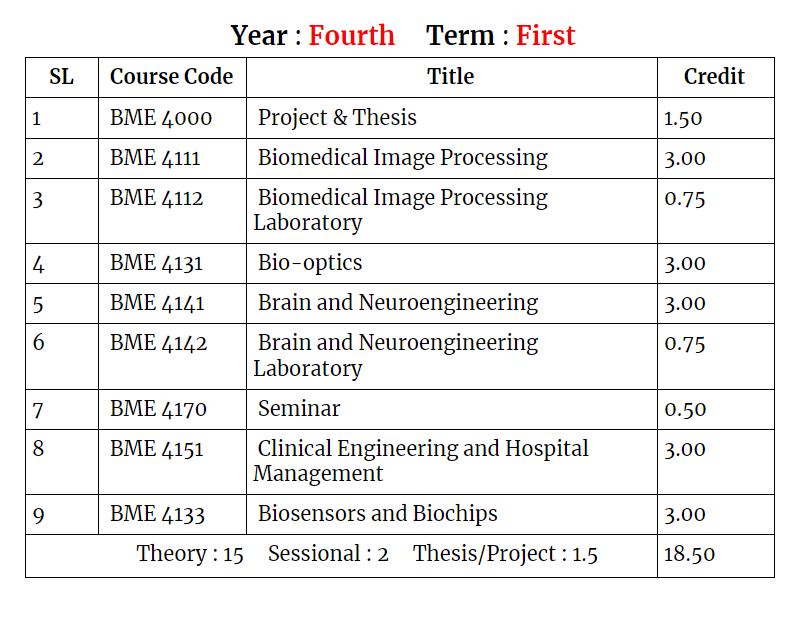 Year : Fourth Term : First
SL Course Code Title Credit
1 BME 4000 Project & Thesis 1.50
2 BME 4111 Biomedical Image Processing 3.00
3 BME 4112 Biomedical Image Processing 0.75
Laboratory
4 BME 4131 Bio-optics 3.00
5 BME 4141 Brain and Neuroengineering 3.00
6 BME 4142 Brain and Neuroengineering 0.75
Laboratory
7 BME 4170 Seminar 0.50
8 BME 4151 Clinical Engineering and Hospital 3.00
Management
9 BME 4133 Biosensors and Biochips 3.00
Theory : 15 Sessional : 2 Thesis/Project : 1.5 18.50